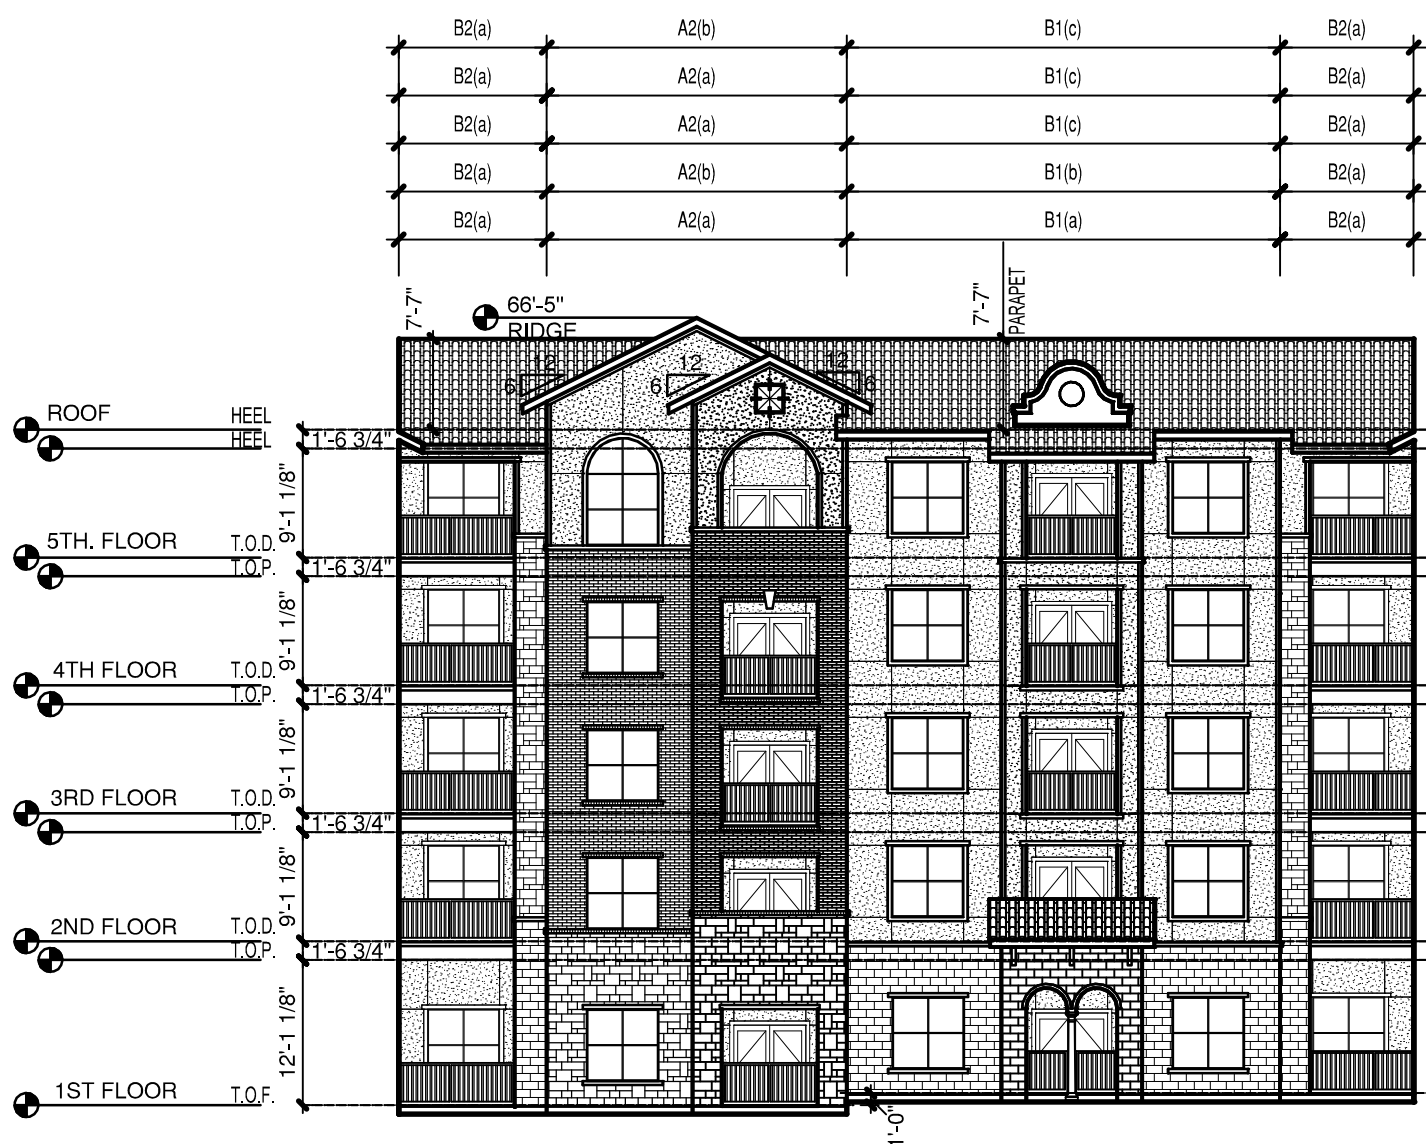 B2(a) A2(b) B1(c) B2(a)
B2(a) A2(a) B1(c) B2(a)
B2(a) A2(a) B1(c) B2(a)
B2(a) A2(b) B1(b) B2(a)
B2(a) A2(a) B1(a) B2(a)
7'-7"
66'-5"
RIDGE
7'-7"
PARAPET
12
6
12
6
12
6
ROOF HEEL
HEEL
1'-6 3/4"
9'-1 1/8"
5TH. FLOOR T.O.D.
T.O.P.
1'-6 3/4"
9'-1 1/8"
4TH FLOOR T.O.D.
T.O.P.
1'-6 3/4"
9'-1 1/8"
3RD FLOOR T.O.D.
T.O.P.
1'-6 3/4"
9'-1 1/8"
2ND FLOOR T.O.D.
T.O.P.
1'-6 3/4"
12'-1 1/8"
1ST FLOOR T.O.F.
1'-0"